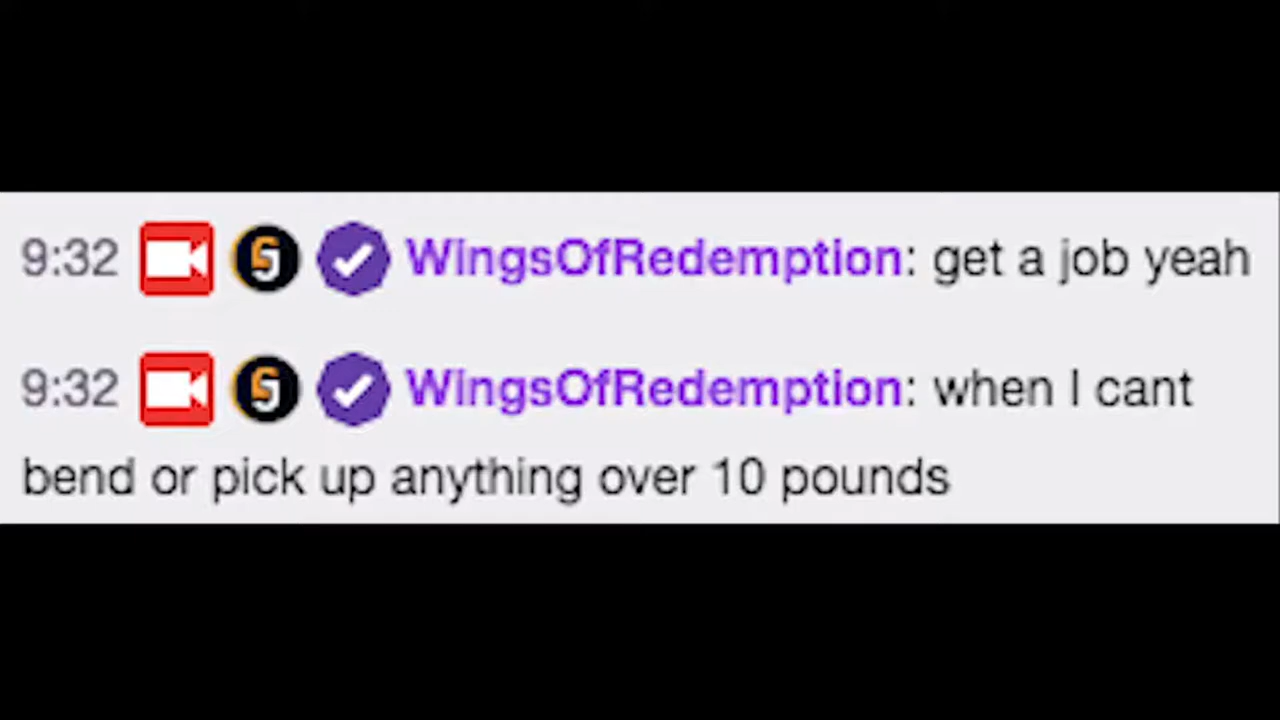 9:32 WingsOfRedemption: get a job yeah
9:32 WingsOfRedemption: when I cant
bend or pick up anything over 10 pounds